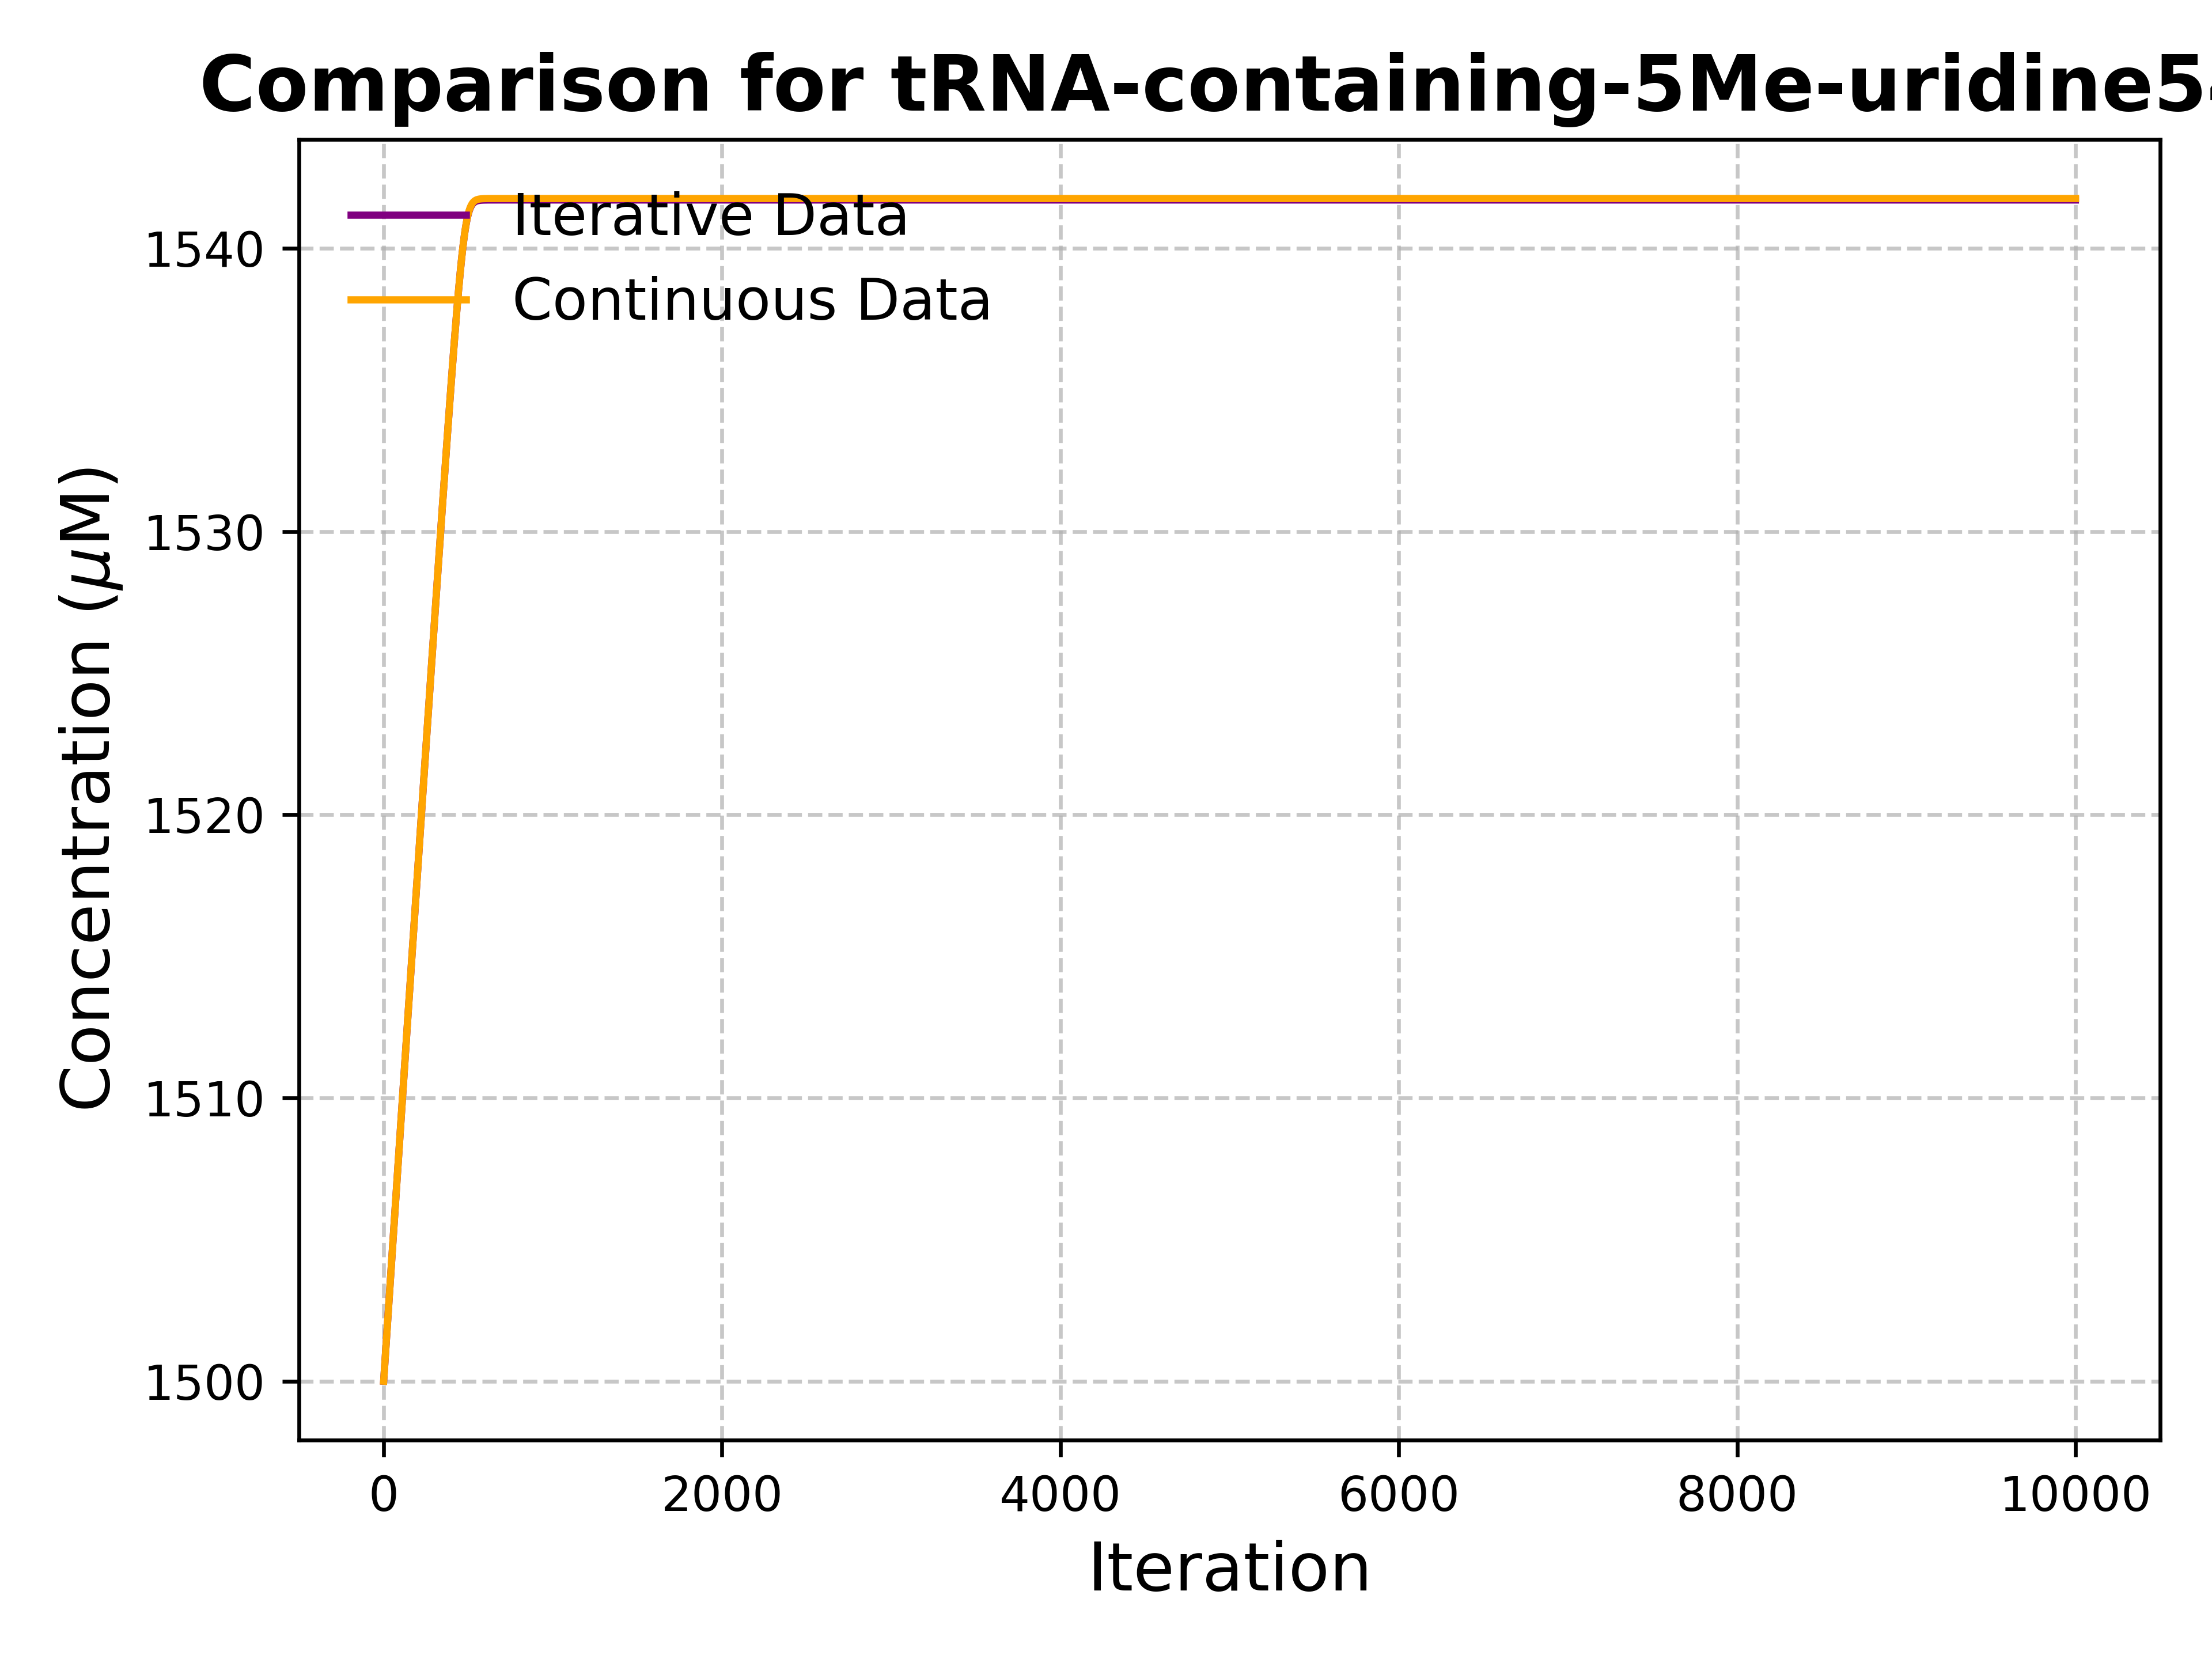 Comparison for tRNA-containing-5Me-uridine5
Iterative Data
Continuous Data
Concentration (μM)
1540
1530
1520
1510
1500
0 2000 4000 6000 8000 10000
Iteration